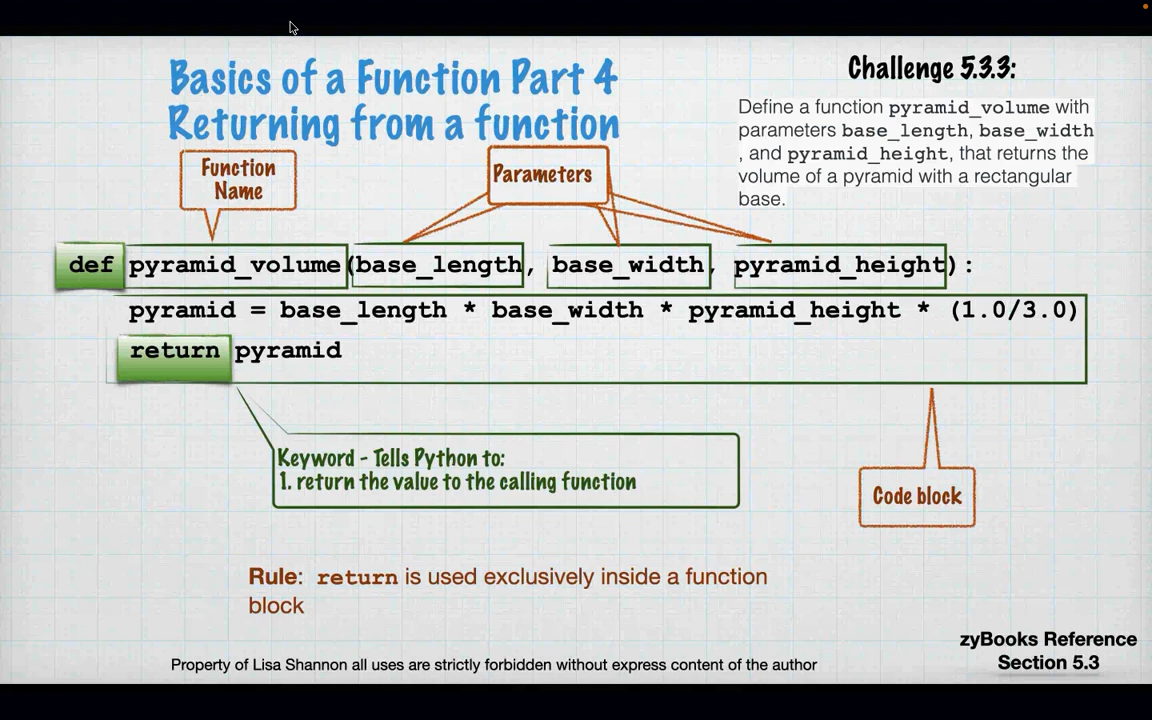 Basics of a Function Part 4
Returning from a function
Challenge 5.3.3:
Define a function pyramid_volume with
parameters base_length, base_width
, and pyramid_height, that returns the
volume of a pyramid with a rectangular
base.
Function
Name
Parameters
def pyramid_volume(base_length, base_width, pyramid_height):
pyramid = base_length * base_width * pyramid_height * (1.0/3.0)
return pyramid
Keyword - Tells Python to:
1. return the value to the calling function
Code block
Rule: return is used exclusively inside a function
block
zyBooks Reference
Section 5.3
Property of Lisa Shannon all uses are strictly forbidden without express content of the author